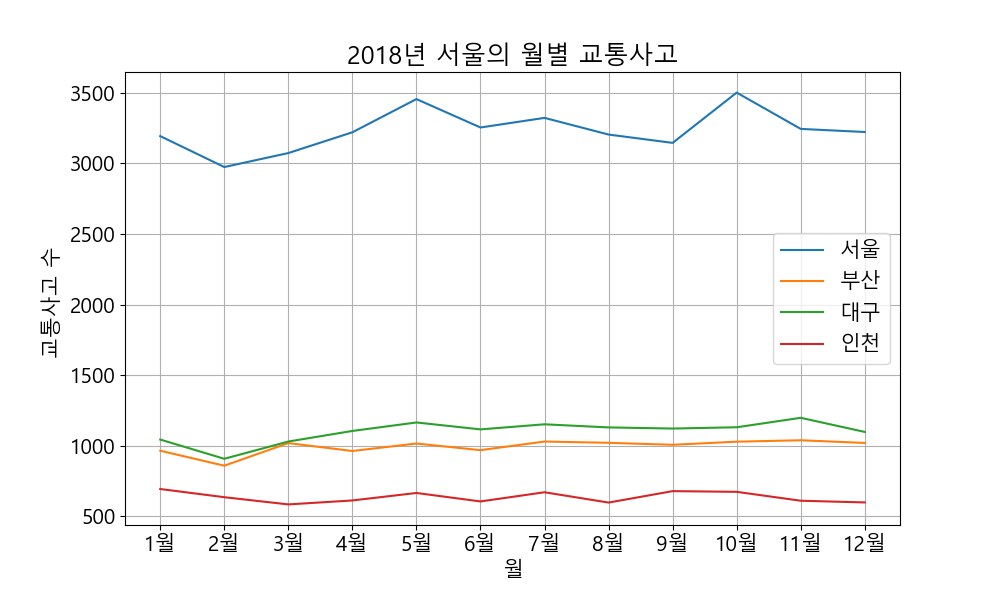 2018년 서울의 월별 교통사고
교통사고 수
3500
3000
2500
2000
1500
1000
500
서울
부산
대구
인천
1월 2월 3월 4월 5월 6월 7월 8월 9월 10월 11월 12월
월